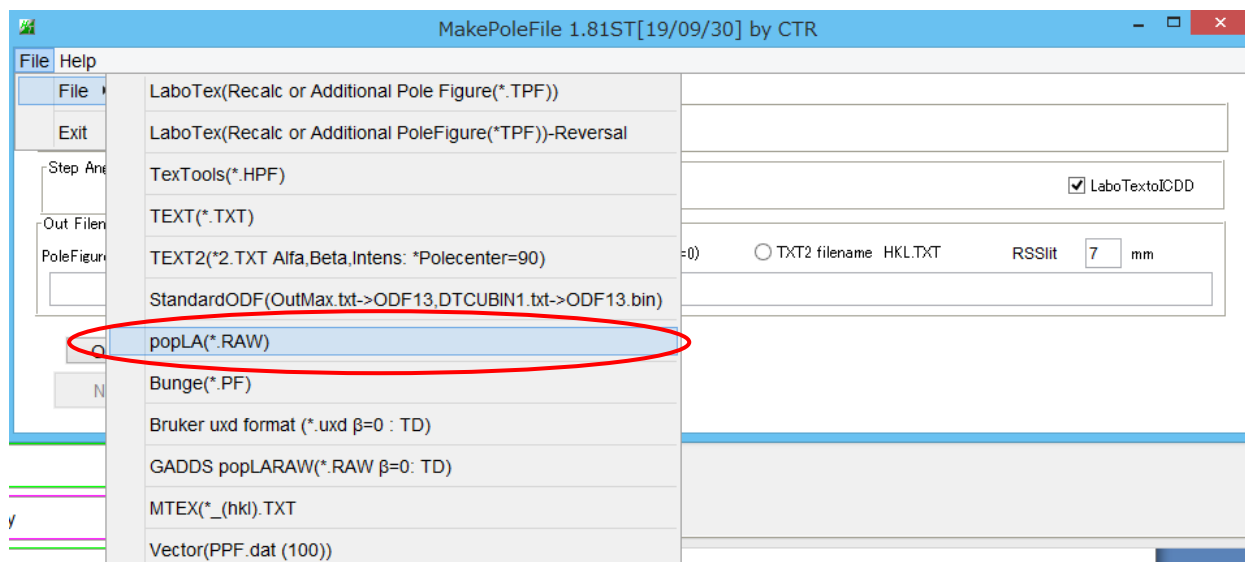 MakePoleFile 1.81ST[19/09/30] by CTR
File Help
File
Exit
LaboTex(Recalc or Additional Pole Figure(*.TPF))
LaboTex(Recalc or Additional PoleFigure(*TPF))-Reversal
TexTools(*.HPF)
TEXT(*.TXT)
TEXT2(*2.TXT Alfa,Beta,Intens: *Polecenter=90)
StandardODF(OutMax.txt->ODF13,DTCUBIN1.txt->ODF13.bin)
popLA(*.RAW)
Bunge(*.PF)
Bruker uxd format (*.uxd β=0 : TD)
GADDS popLARAW(*.RAW β=0: TD)
MTEX(*_(hkl).TXT
Vector(PPF.dat (100))
Step
LaboTextoICDD
Out
=0) TXT2 filename HKL.TXT RSSlit 7 mm